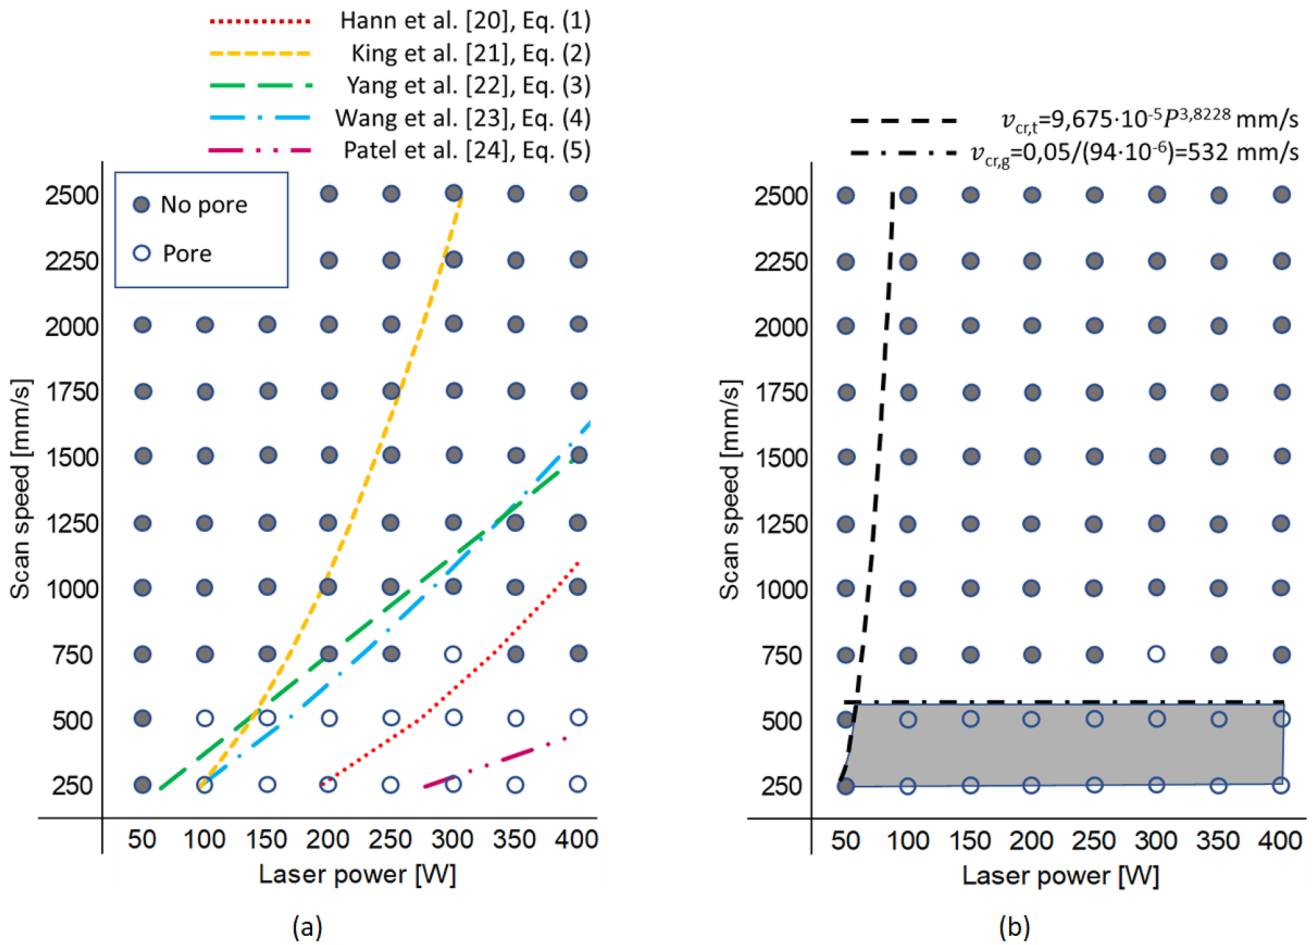 Hann et al. [20], Eq. (1)
King et al. [21], Eq. (2)
Yang et al. [22], Eq. (3)
Wang et al. [23], Eq. (4)
Patel et al. [24], Eq. (5)
No pore
Pore
2500
2250
2000
1750
1500
1250
1000
750
500
250
Scan speed [mm/s]
50 100 150 200 250 300 350 400
Laser power [W]
(a)
v_cr,t=9,675·10^-5P^3,8228 mm/s
v_cr,g=0,05/(94·10^-6)=532 mm/s
2500
2250
2000
1750
1500
1250
1000
750
500
250
Scan speed [mm/s]
50 100 150 200 250 300 350 400
Laser power [W]
(b)